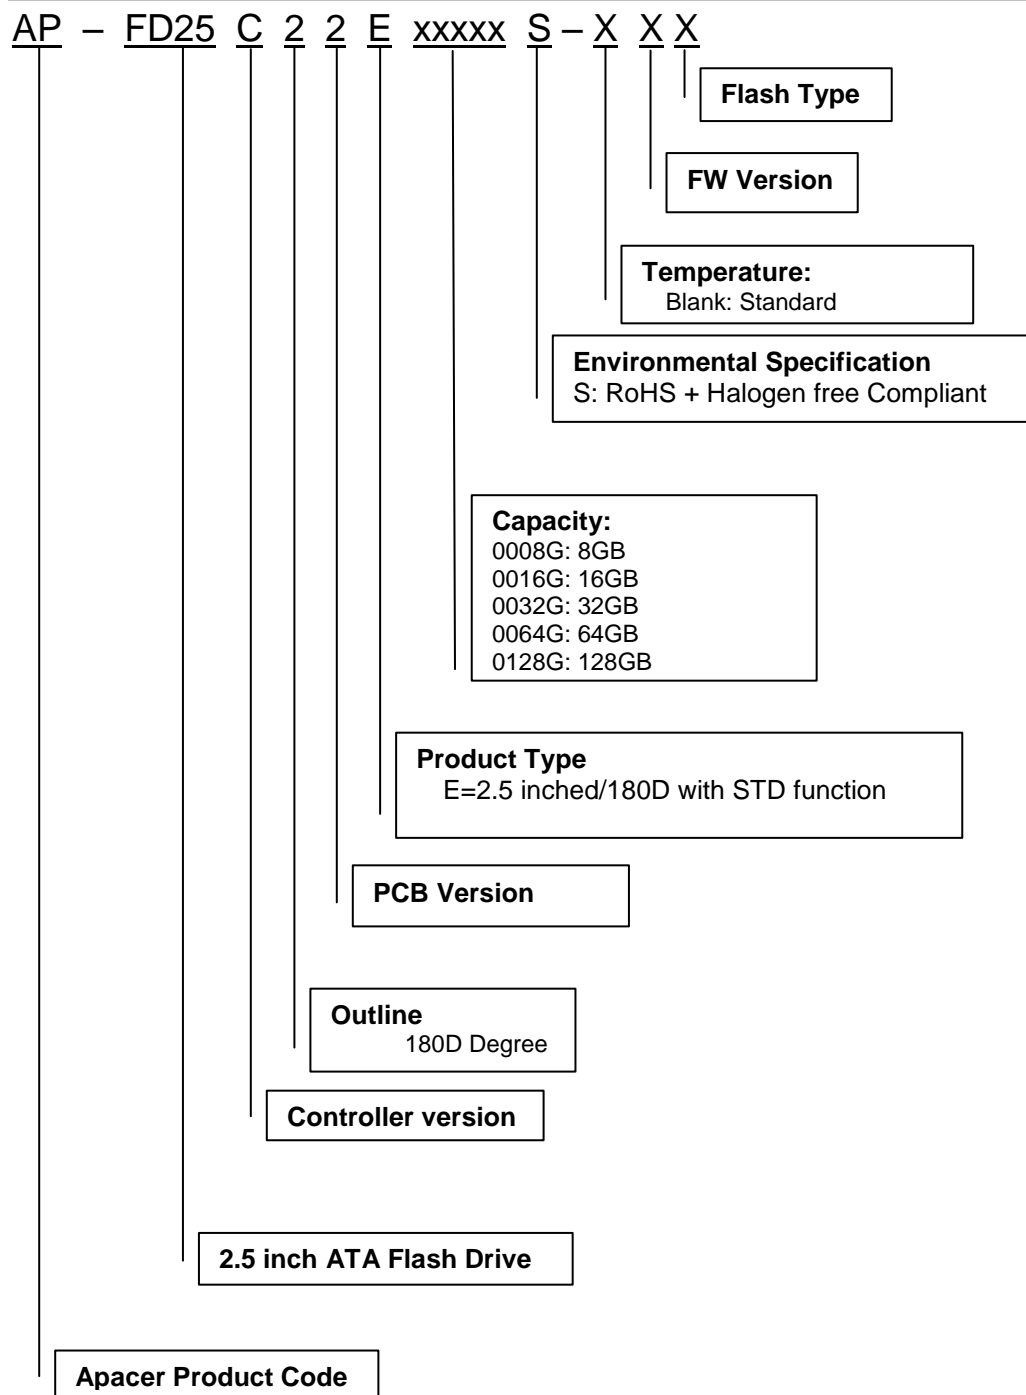 AP – FD25 C 2 2 E xxxxx S – X X X
Flash Type
FW Version
Temperature:
Blank: Standard
Environmental Specification
S: RoHS + Halogen free Compliant
Capacity:
0008G: 8GB
0016G: 16GB
0032G: 32GB
0064G: 64GB
0128G: 128GB
Product Type
E=2.5 inched/180D with STD function
PCB Version
Outline
180D Degree
Controller version
2.5 inch ATA Flash Drive
Apacer Product Code